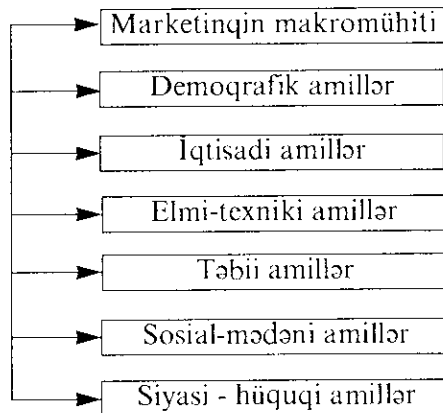 Marketinqin makromühiti
Demoqrafik amillər
İqtisadi amillər
Elmi-texniki amillər
Təbii amillər
Sosial-mədəni amillər
Siyasi - hüquqi amillər